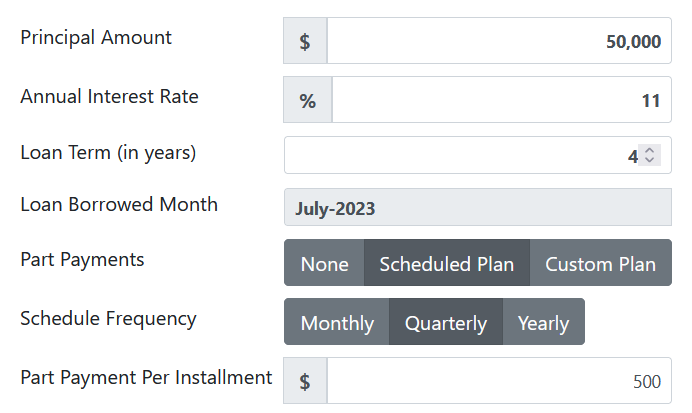 Principal Amount $ 50,000
Annual Interest Rate % 11
Loan Term (in years) 4
Loan Borrowed Month July-2023
Part Payments None Scheduled Plan Custom Plan
Schedule Frequency Monthly Quarterly Yearly
Part Payment Per Installment $ 500